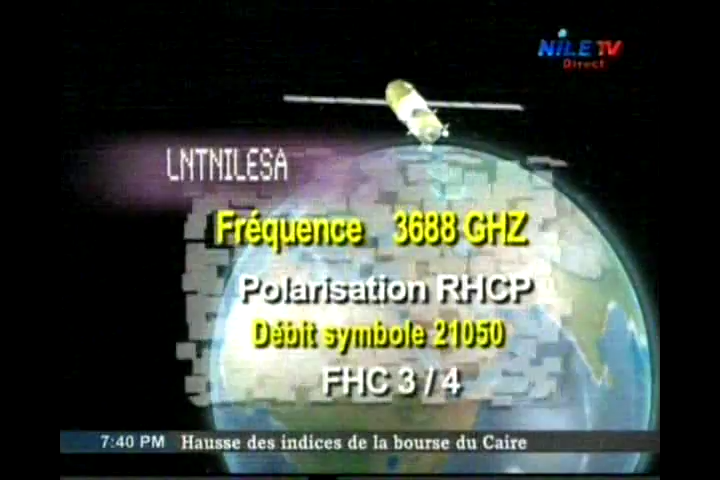 NiLE TV
Direct
LNTNILESA
Fréquence 3688 GHZ
Polarisation RHCP
Débit symbole 21050
FHC 3 / 4
7:40 PM Hausse des indices de la bourse du Caire